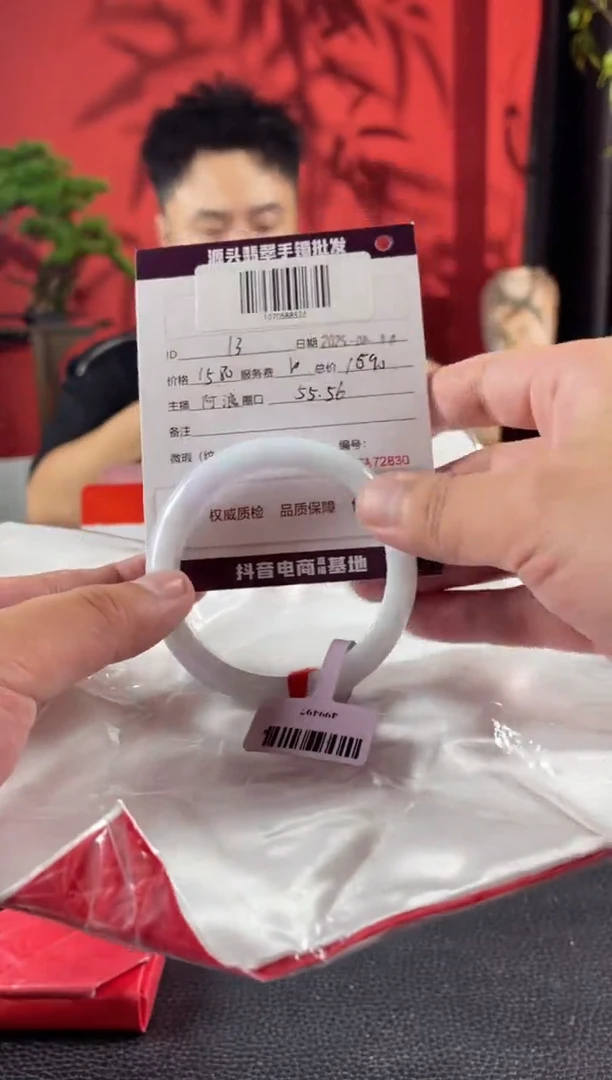 源头翡翠手镯批发
ID 13 日期 2025
价格 1580 服务费 10 总价 1590
主播 阿浪 圈口 55.56
备注
微瑕 编号：
72830
权威质检 品质保障
抖音电商 基地